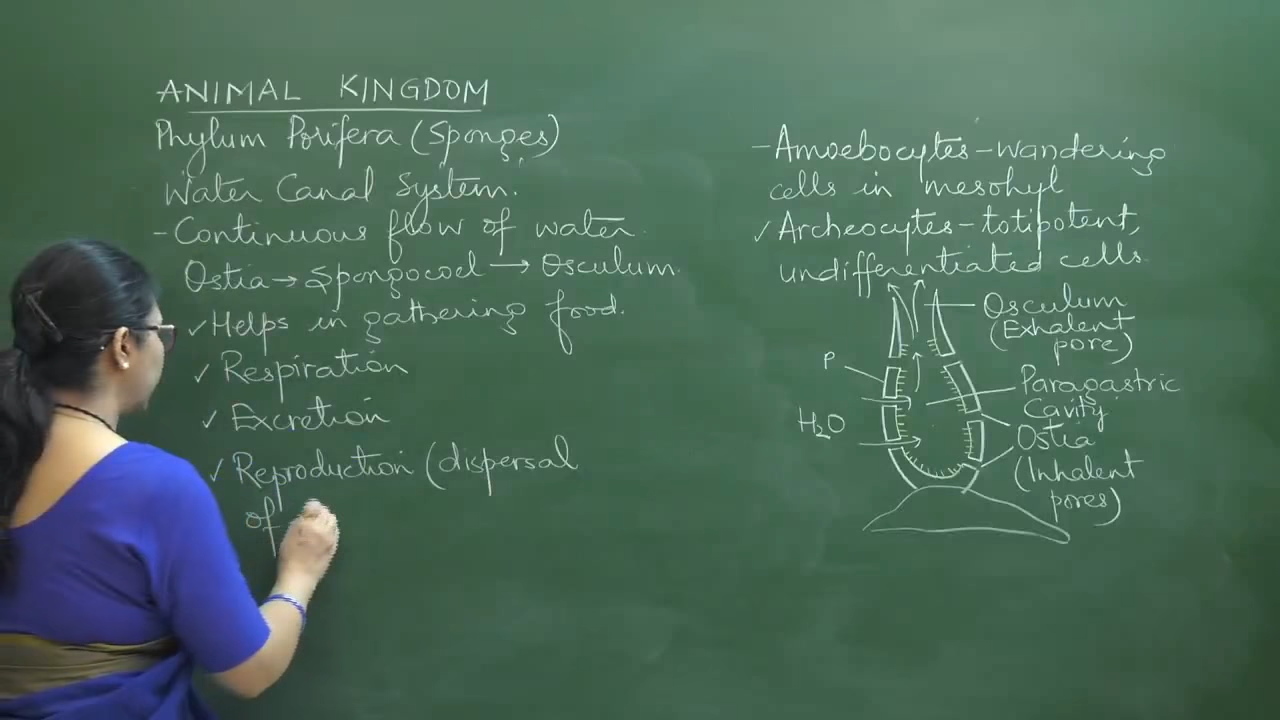 ANIMAL KINGDOM
Phylum Porifera (Sponges)
Water Canal System.
- Continuous flow of water.
Ostia → Spongocoel → Osculum.
✓ Helps in gathering food.
✓ Respiration
✓ Excretion
✓ Reproduction (dispersal
of
- Amoebocytes - wandering
cells in mesohyl
✓ Archeocytes - totipotent,
undifferentiated cells.
Osculum
(Exhalent
pore)
P
Paragastric
Cavity
H2O
Ostia
(Inhalent
pores)